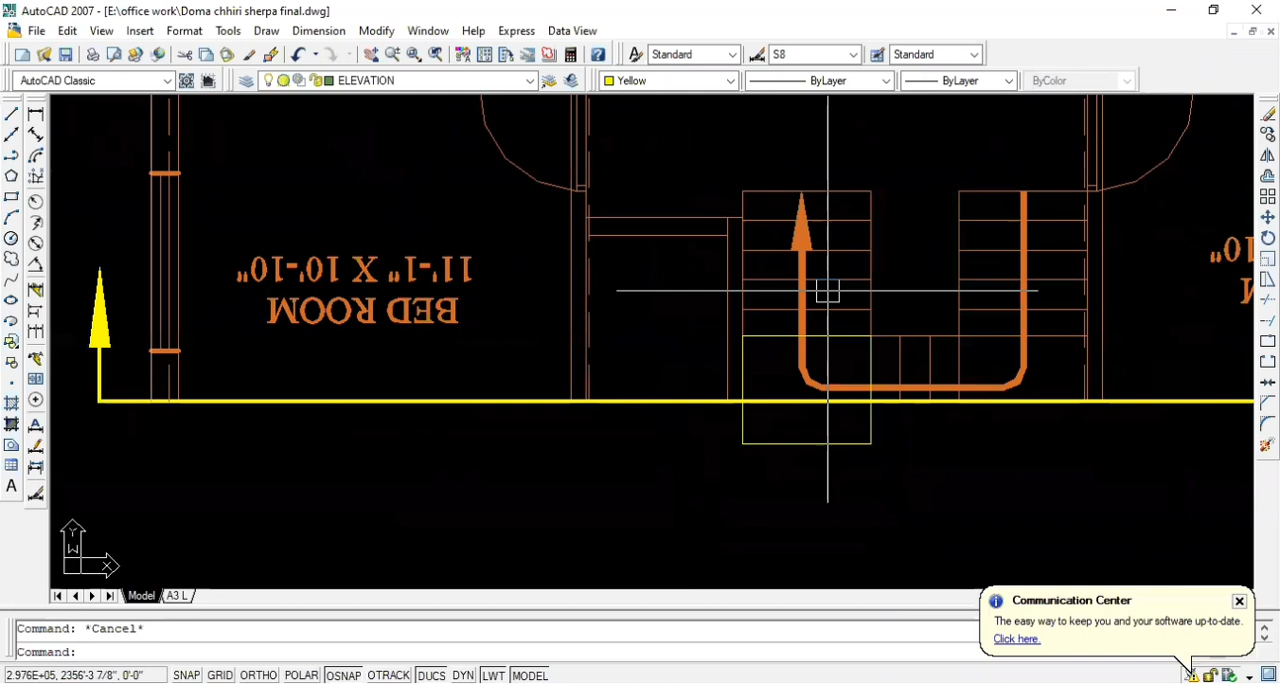 AutoCAD 2007 - [E:\office work\Doma chhiri sherpa final.dwg]
File Edit View Insert Format Tools Draw Dimension Modify Window Help Express Data View
Standard S8 Standard
AutoCAD Classic ELEVATION Yellow ByLayer ByLayer ByColor
11'-1" X 10'-10"
BED ROOM
10"
Model A3 L
Communication Center
The easy way to keep you and your software up-to-date.
Click here.
Command: *Cancel*
Command:
2.976E+05, 2356'-3 7/8", 0'-0" SNAP GRID ORTHO POLAR OSNAP OTRACK DUCS DYN LWT MODEL